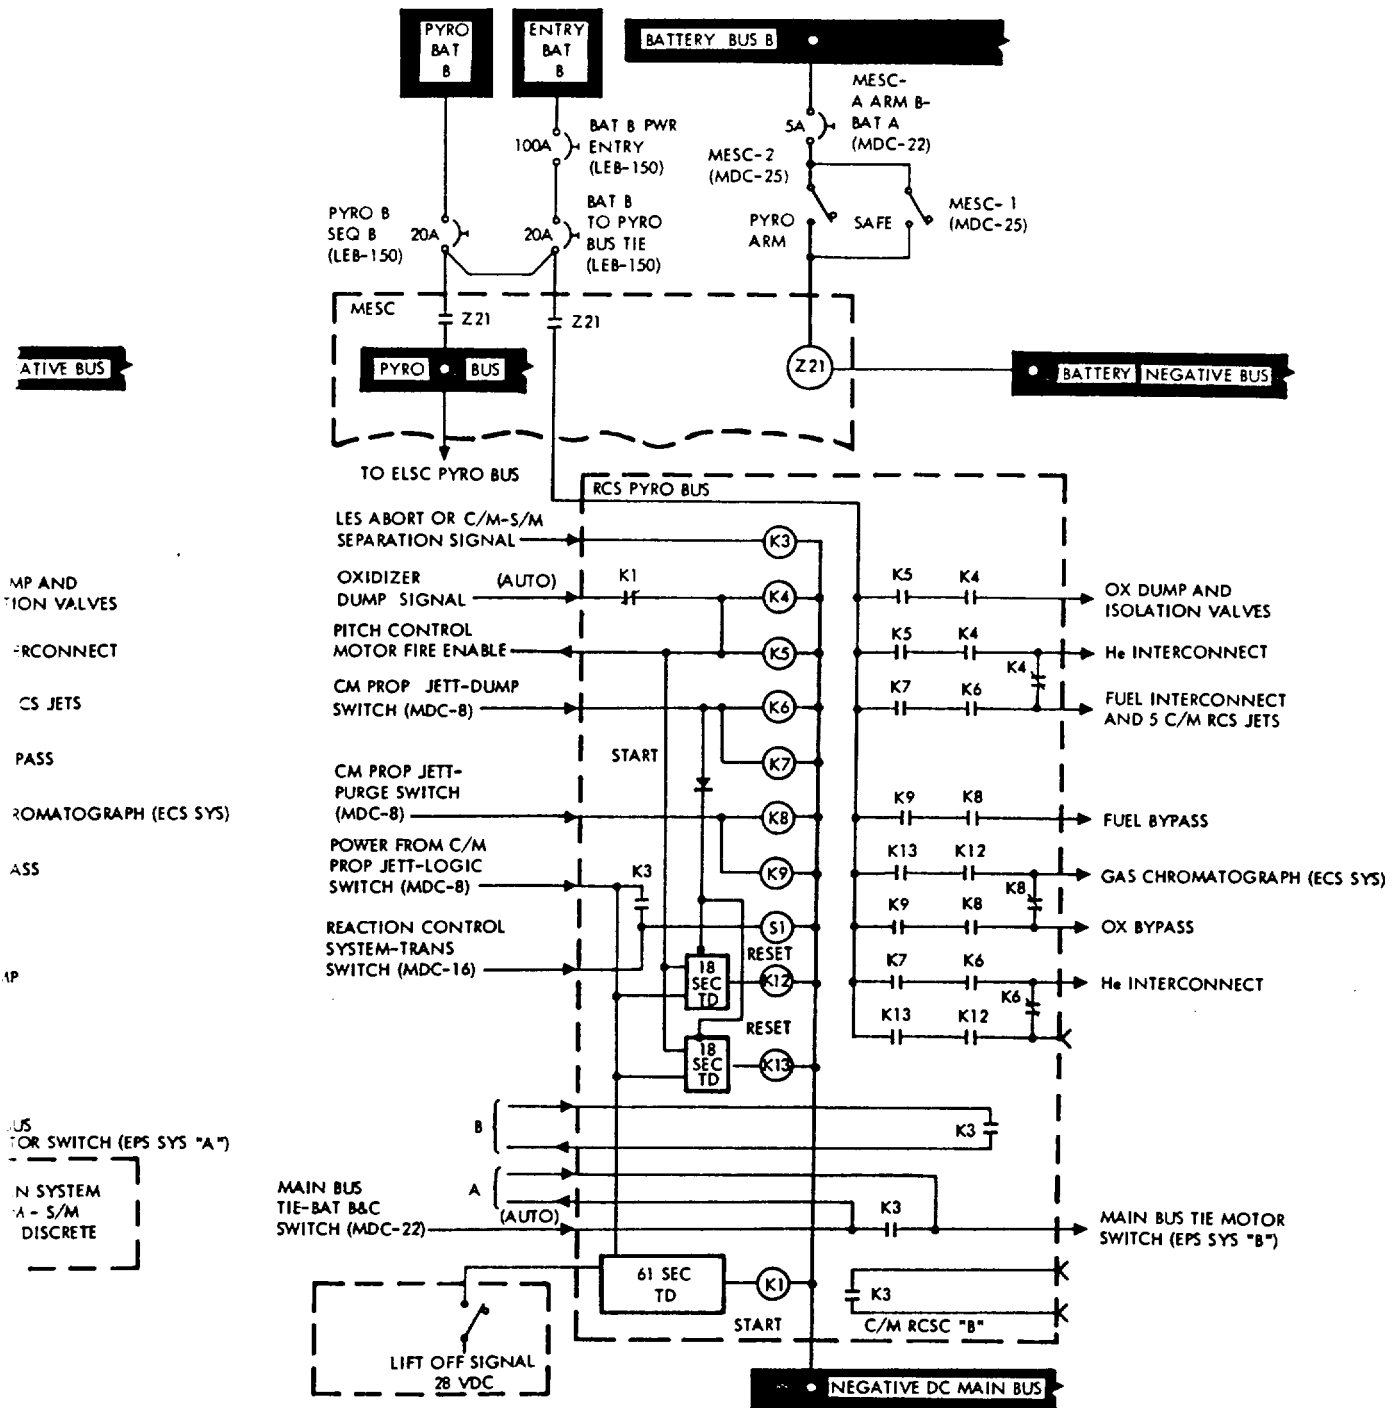 PYRO
BAT
B
ENTRY
BAT
B
BATTERY BUS B
MESC-
A ARM B-
BAT A
(MDC-22)
5A
BAT B PWR
ENTRY
(LEB-150)
100A
MESC-2
(MDC-25)
MESC-1
(MDC-25)
PYRO
ARM
SAFE
PYRO B
SEQ B
(LEB-150)
20A
20A
BAT B
TO PYRO
BUS TIE
(LEB-150)
MESC
Z21
Z21
ATIVE BUS
PYRO BUS
Z21
BATTERY NEGATIVE BUS
TO ELSC PYRO BUS
RCS PYRO BUS
LES ABORT OR C/M-S/M
SEPARATION SIGNAL
K3
OXIDIZER (AUTO)
DUMP SIGNAL
K1
K4
K5 K4
OX DUMP AND
ISOLATION VALVES
MP AND
TION VALVES
PITCH CONTROL
MOTOR FIRE ENABLE
K5
K5 K4
He INTERCONNECT
ERCONNECT
K4
CM PROP JETT-DUMP
SWITCH (MDC-8)
K6
K7 K6
FUEL INTERCONNECT
AND 5 C/M RCS JETS
CS JETS
START
K7
PASS
CM PROP JETT-
PURGE SWITCH
(MDC-8)
K8
K9 K8
FUEL BYPASS
ROMATOGRAPH (ECS SYS)
POWER FROM C/M
PROP JETT-LOGIC
SWITCH (MDC-8)
K3
K9
K13 K12
GAS CHROMATOGRAPH (ECS SYS)
K8
ASS
REACTION CONTROL
SYSTEM-TRANS
SWITCH (MDC-16)
S1
K9 K8
OX BYPASS
RESET
18
SEC
TD
K12
K7 K6
He INTERCONNECT
K6
MP
RESET
18
SEC
TD
K13
K13 K12
B
K3
US
TOR SWITCH (EPS SYS "A")
A
N SYSTEM
M - S/M
DISCRETE
MAIN BUS
TIE-BAT B&C
SWITCH (MDC-22)
(AUTO)
K3
MAIN BUS TIE MOTOR
SWITCH (EPS SYS "B")
61 SEC
TD
K1
START
K3
C/M RCSC "B"
LIFT OFF SIGNAL
28 VDC
NEGATIVE DC MAIN BUS